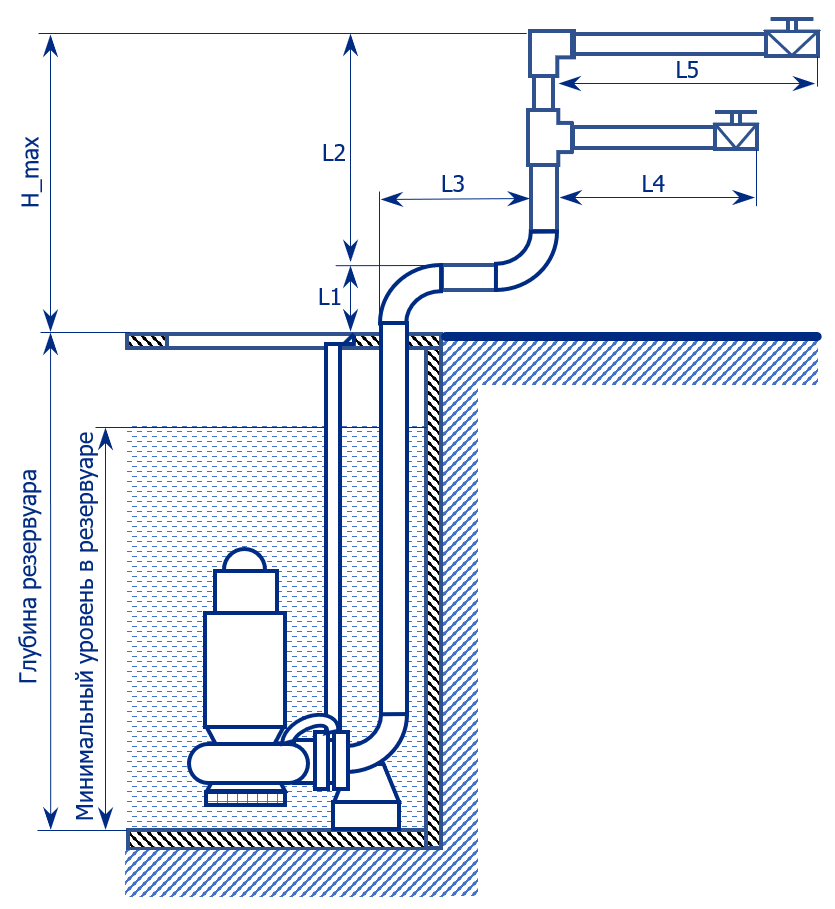 L5
H_max
L2
L3
L4
L1
Глубина резервуара
Минимальный уровень в резервуаре